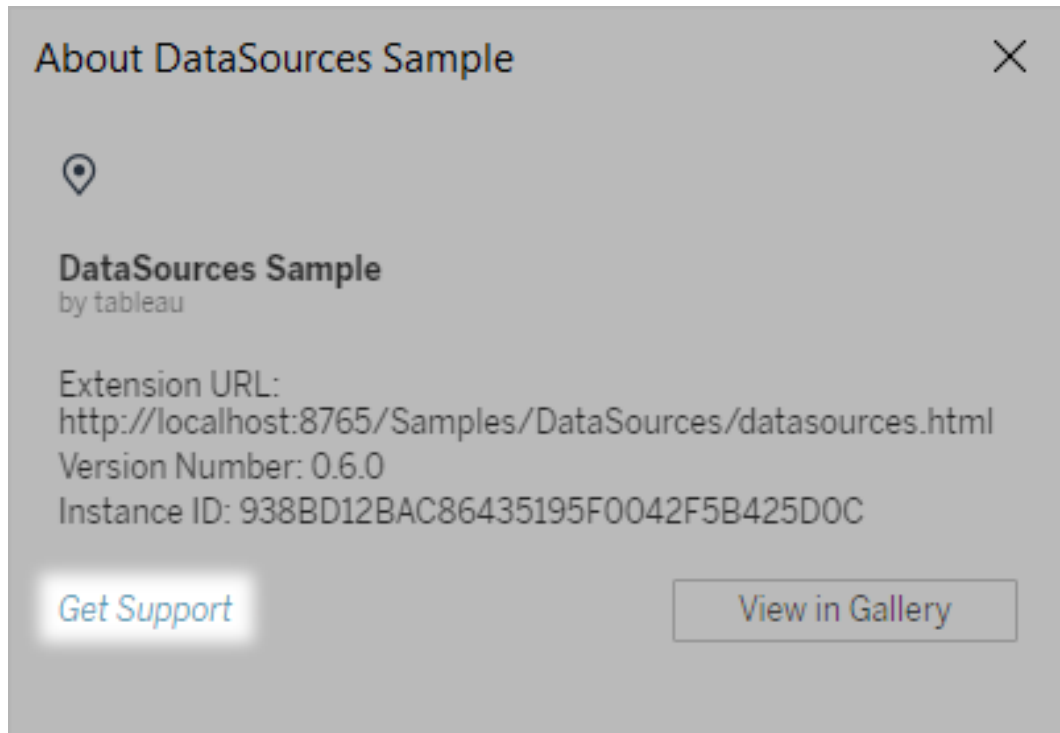 About DataSources Sample
DataSources Sample
by tableau
Extension URL:
http://localhost:8765/Samples/DataSources/datasources.html
Version Number: 0.6.0
Instance ID: 938BD12BAC86435195F0042F5B425D0C
Get Support
View in Gallery